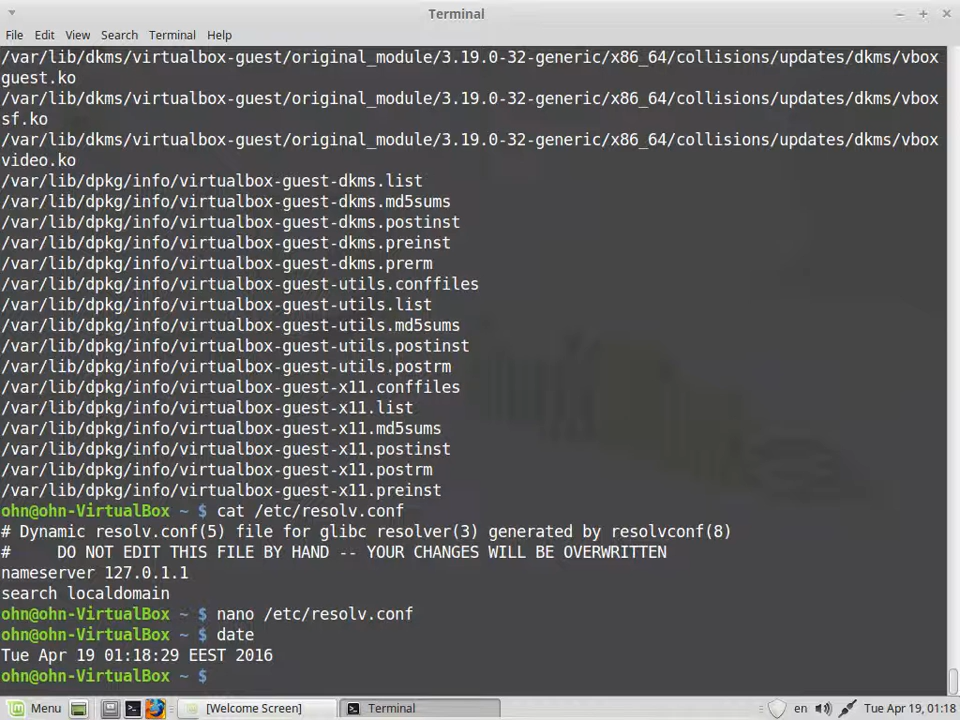 Terminal
File Edit View Search Terminal Help
/var/lib/dkms/virtualbox-guest/original_module/3.19.0-32-generic/x86_64/collisions/updates/dkms/vbox
guest.ko
/var/lib/dkms/virtualbox-guest/original_module/3.19.0-32-generic/x86_64/collisions/updates/dkms/vbox
sf.ko
/var/lib/dkms/virtualbox-guest/original_module/3.19.0-32-generic/x86_64/collisions/updates/dkms/vbox
video.ko
/var/lib/dpkg/info/virtualbox-guest-dkms.list
/var/lib/dpkg/info/virtualbox-guest-dkms.md5sums
/var/lib/dpkg/info/virtualbox-guest-dkms.postinst
/var/lib/dpkg/info/virtualbox-guest-dkms.preinst
/var/lib/dpkg/info/virtualbox-guest-dkms.prerm
/var/lib/dpkg/info/virtualbox-guest-utils.conffiles
/var/lib/dpkg/info/virtualbox-guest-utils.list
/var/lib/dpkg/info/virtualbox-guest-utils.md5sums
/var/lib/dpkg/info/virtualbox-guest-utils.postinst
/var/lib/dpkg/info/virtualbox-guest-utils.postrm
/var/lib/dpkg/info/virtualbox-guest-x11.conffiles
/var/lib/dpkg/info/virtualbox-guest-x11.list
/var/lib/dpkg/info/virtualbox-guest-x11.md5sums
/var/lib/dpkg/info/virtualbox-guest-x11.postinst
/var/lib/dpkg/info/virtualbox-guest-x11.postrm
/var/lib/dpkg/info/virtualbox-guest-x11.preinst
ohn@ohn-VirtualBox ~ $ cat /etc/resolv.conf
# Dynamic resolv.conf(5) file for glibc resolver(3) generated by resolvconf(8)
#     DO NOT EDIT THIS FILE BY HAND -- YOUR CHANGES WILL BE OVERWRITTEN
nameserver 127.0.1.1
search localdomain
ohn@ohn-VirtualBox ~ $ nano /etc/resolv.conf
ohn@ohn-VirtualBox ~ $ date
Tue Apr 19 01:18:29 EEST 2016
ohn@ohn-VirtualBox ~ $
Menu [Welcome Screen] Terminal en Tue Apr 19, 01:18